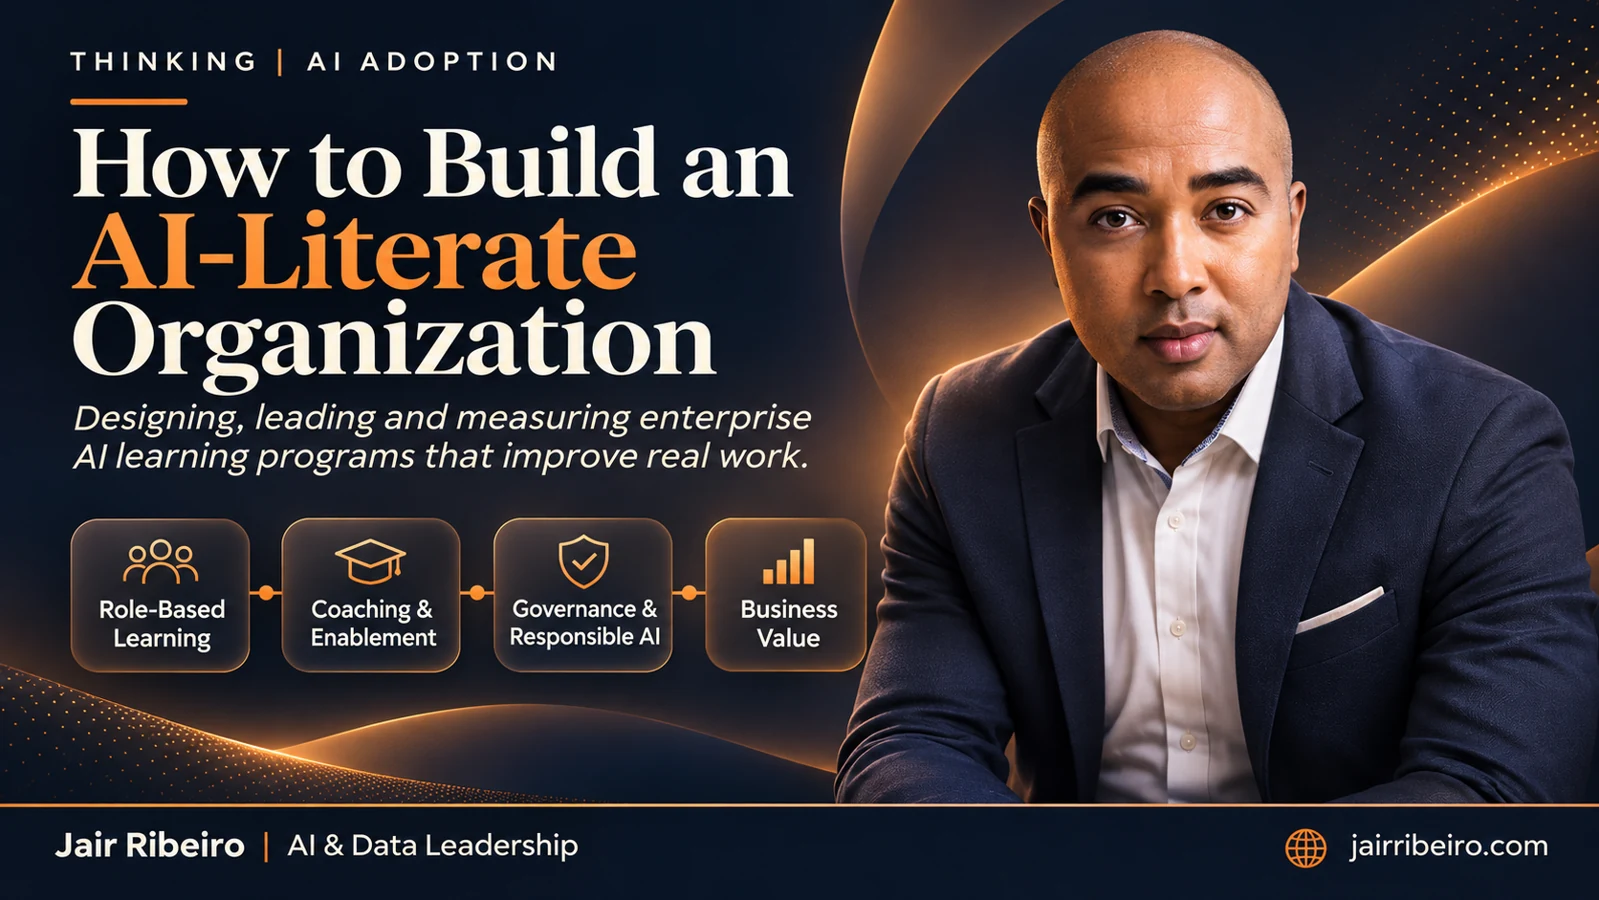 THINKING | AI ADOPTION
How to Build an
AI-Literate
Organization
Designing, leading and measuring enterprise
AI learning programs that improve real work.
Role-Based
Learning
Coaching &
Enablement
Governance &
Responsible AI
Business
Value
Jair Ribeiro | AI & Data Leadership
jairribeiro.com